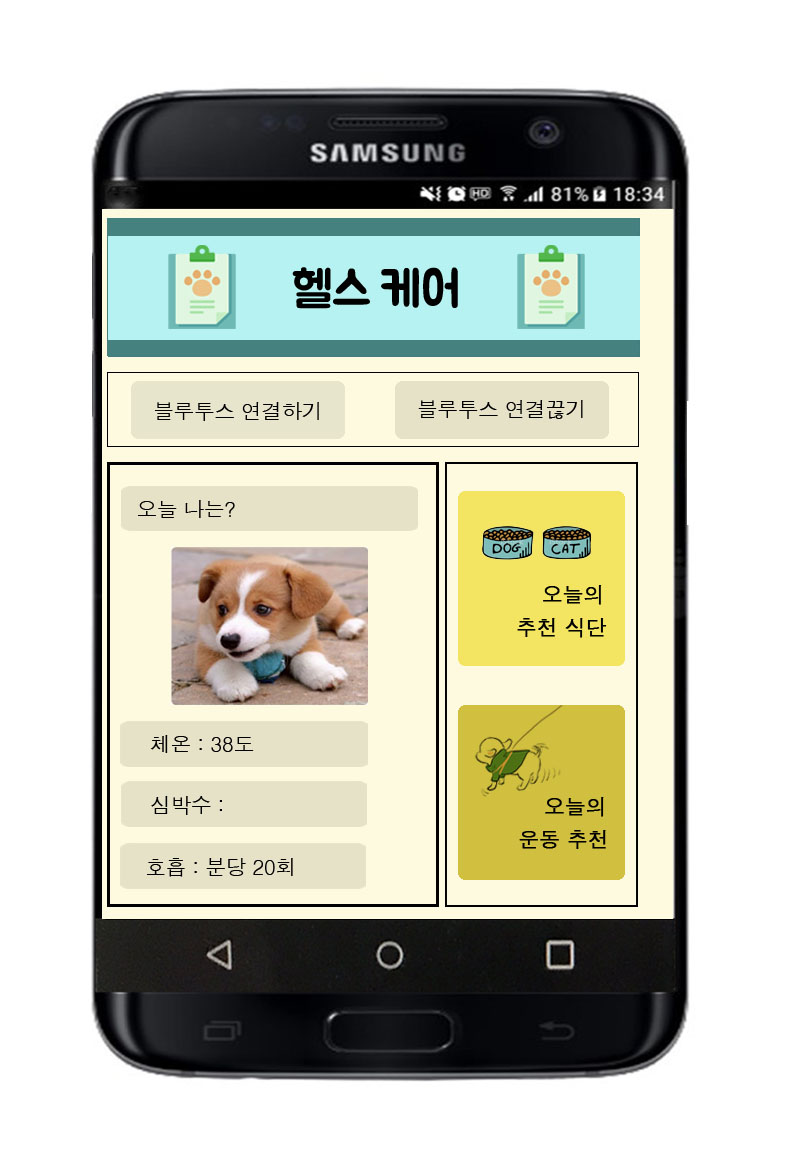 SAMSUNG
HD 81% 18:34
헬스 케어
블루투스 연결하기
블루투스 연결끊기
오늘 나는?
체온 : 38도
심박수 :
호흡 : 분당 20회
DOG CAT
오늘의
추천 식단
오늘의
운동 추천